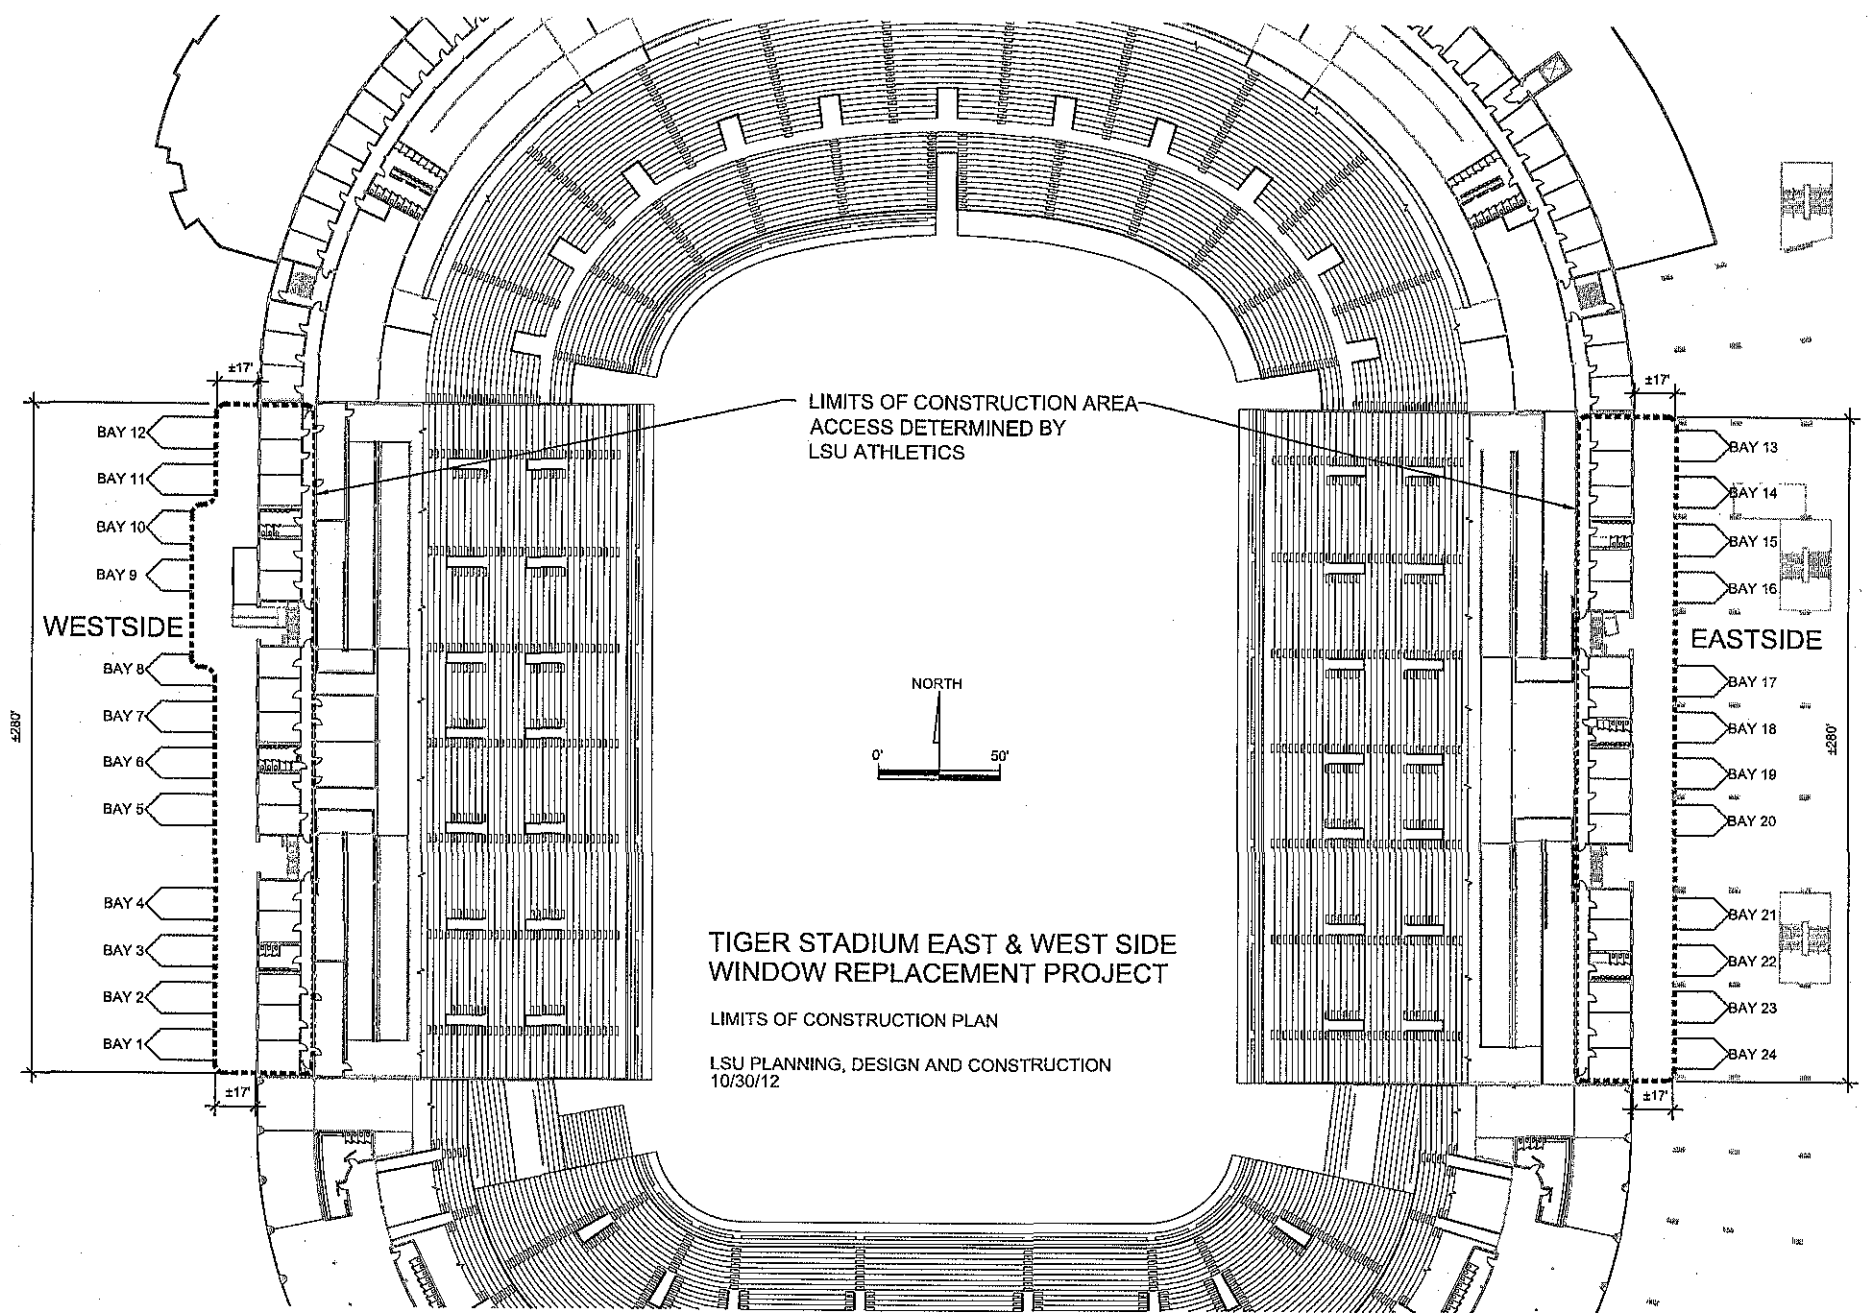 ±17'
±17'
LIMITS OF CONSTRUCTION AREA
ACCESS DETERMINED BY
LSU ATHLETICS
BAY 12
BAY 11
BAY 10
BAY 9
WESTSIDE
BAY 8
BAY 7
BAY 6
BAY 5
BAY 4
BAY 3
BAY 2
BAY 1
±280'
±17'
NORTH
0'
50'
TIGER STADIUM EAST & WEST SIDE
WINDOW REPLACEMENT PROJECT
LIMITS OF CONSTRUCTION PLAN
LSU PLANNING, DESIGN AND CONSTRUCTION
10/30/12
BAY 13
BAY 14
BAY 15
BAY 16
EASTSIDE
BAY 17
BAY 18
BAY 19
BAY 20
BAY 21
BAY 22
BAY 23
BAY 24
±280'
±17'